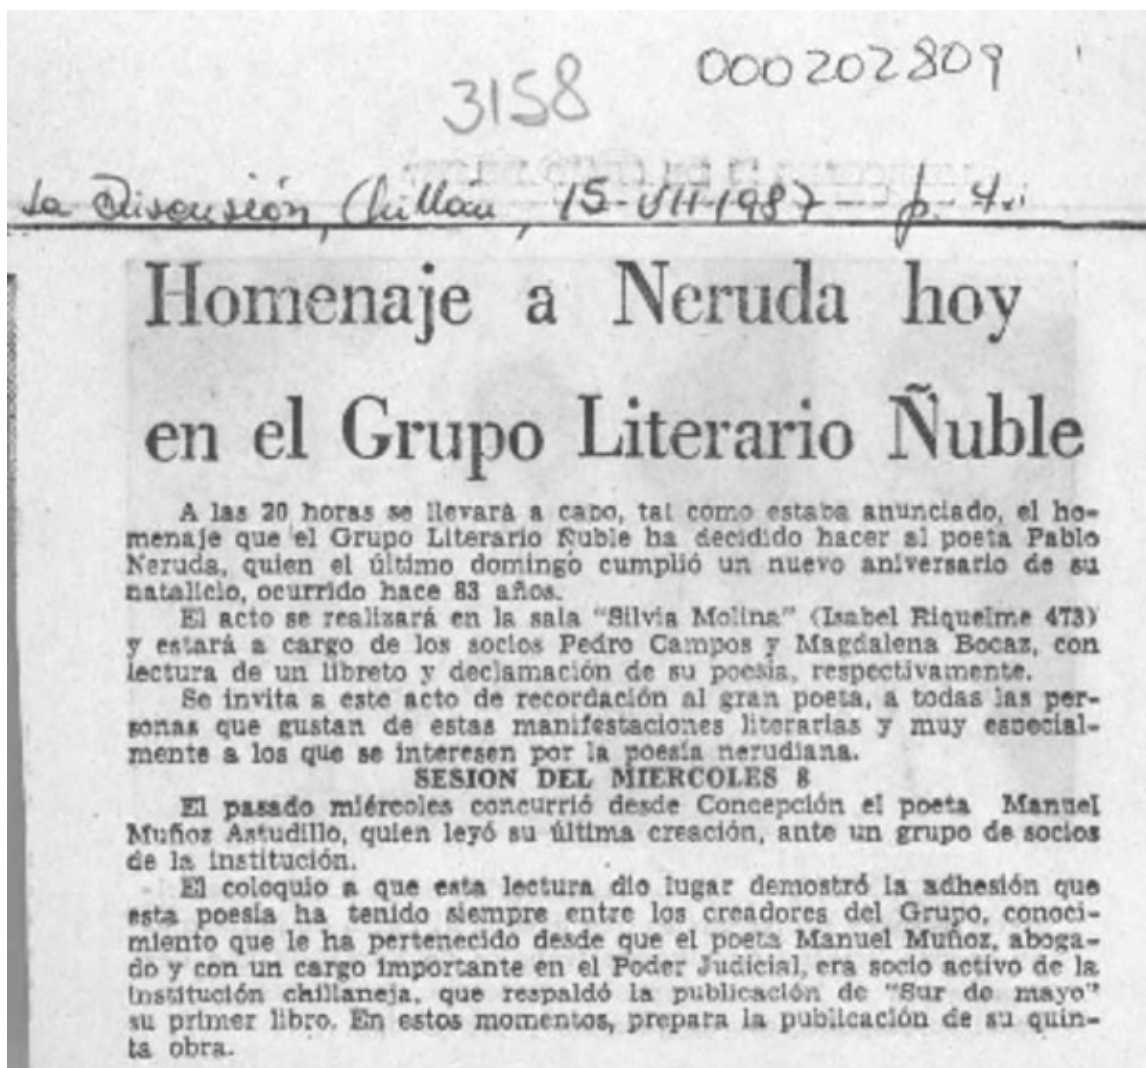 000202809
3158
La Discusión, Chillán, 15-VII-1987 p. 4.
Homenaje a Neruda hoy
en el Grupo Literario Ñuble
A las 20 horas se llevará a cabo, tal como estaba anunciado, el ho-
menaje que el Grupo Literario Ñuble ha decidido hacer al poeta Pablo
Neruda, quien el último domingo cumplió un nuevo aniversario de su
natalicio, ocurrido hace 83 años.
El acto se realizará en la sala "Silvia Molina" (Isabel Riquelme 473)
y estará a cargo de los socios Pedro Campos y Magdalena Bocaz, con
lectura de un libreto y declamación de su poesía, respectivamente.
Se invita a este acto de recordación al gran poeta, a todas las per-
sonas que gustan de estas manifestaciones literarias y muy especial-
mente a los que se interesen por la poesía nerudiana.
SESION DEL MIERCOLES 8
El pasado miércoles concurrió desde Concepción el poeta Manuel
Muñoz Astudillo, quien leyó su última creación, ante un grupo de socios
de la institución.
El coloquio a que esta lectura dio lugar demostró la adhesión que
esta poesía ha tenido siempre entre los creadores del Grupo, conoci-
miento que le ha pertenecido desde que el poeta Manuel Muñoz, aboga-
do y con un cargo importante en el Poder Judicial, era socio activo de la
institución chillaneja, que respaldó la publicación de "Sur de mayo"
su primer libro. En estos momentos, prepara la publicación de su quin-
ta obra.